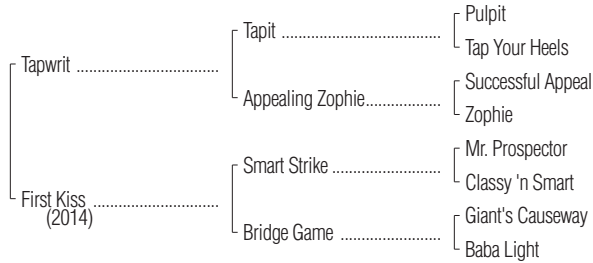 Pulpit
Tapit ..............................
Tap Your Heels
Tapwrit ..............................
Successful Appeal
Appealing Zophie................
Zophie
Mr. Prospector
Smart Strike ......................
Classy 'n Smart
First Kiss ..........................
(2014)
Giant's Causeway
Bridge Game .....................
Baba Light